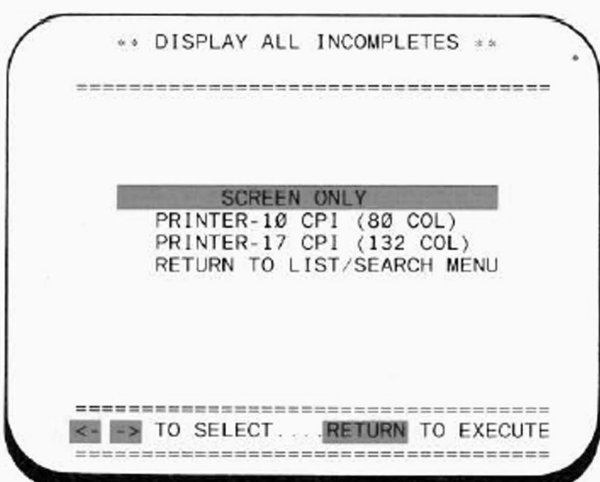 ** DISPLAY ALL INCOMPLETES **
===================================
SCREEN ONLY
PRINTER-10 CPI (80 COL)
PRINTER-17 CPI (132 COL)
RETURN TO LIST/SEARCH MENU
===================================
<- -> TO SELECT....RETURN TO EXECUTE
===================================